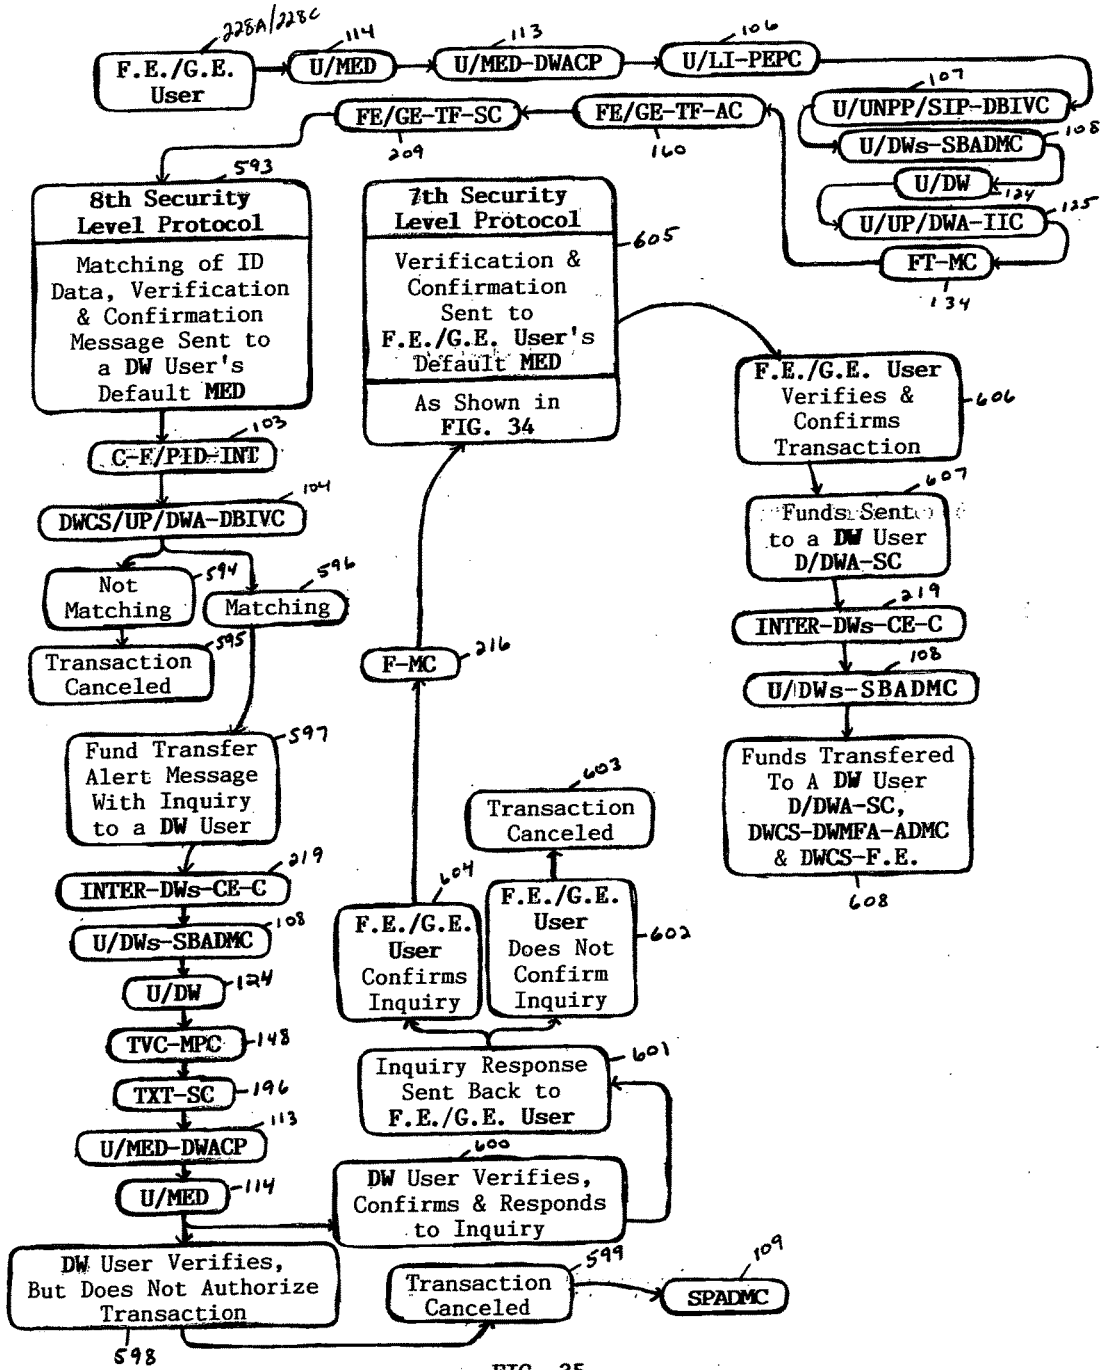 228A/228C
F.E./G.E.
User
114
U/MED
113
U/MED-DWACP
106
U/LI-PEPC
107
U/UNPP/SIP-DBIVC
108
U/DWs-SBADMC
U/DW
124
125
U/UP/DWA-IIC
FT-MC
134
FE/GE-TF-AC
160
FE/GE-TF-SC
209
593
8th Security
Level Protocol
Matching of ID
Data, Verification
& Confirmation
Message Sent to
a DW User's
Default MED
103
C-F/PID-INT
104
DWCS/UP/DWA-DBIVC
594
Not
Matching
596
Matching
595
Transaction
Canceled
597
Fund Transfer
Alert Message
With Inquiry
to a DW User
219
INTER-DWs-CE-C
108
U/DWs-SBADMC
U/DW
124
TVC-MPC
148
TXT-SC
196
113
U/MED-DWACP
U/MED
114
DW User Verifies,
But Does Not Authorize
Transaction
598
599
Transaction
Canceled
109
SPADMC
600
DW User Verifies,
Confirms & Responds
to Inquiry
601
Inquiry Response
Sent Back to
F.E./G.E. User
604
F.E./G.E.
User
Confirms
Inquiry
F.E./G.E.
User
Does Not
Confirm
Inquiry
602
603
Transaction
Canceled
F-MC
216
7th Security
Level Protocol
605
Verification &
Confirmation
Sent to
F.E./G.E. User's
Default MED
As Shown in
FIG. 34
F.E./G.E. User
Verifies &
Confirms
Transaction
606
607
Funds Sent
to a DW User
D/DWA-SC
219
INTER-DWs-CE-C
108
U/DWs-SBADMC
Funds Transfered
To A DW User
D/DWA-SC,
DWCS-DWMFA-ADMC
& DWCS-F.E.
608
FIG. 35